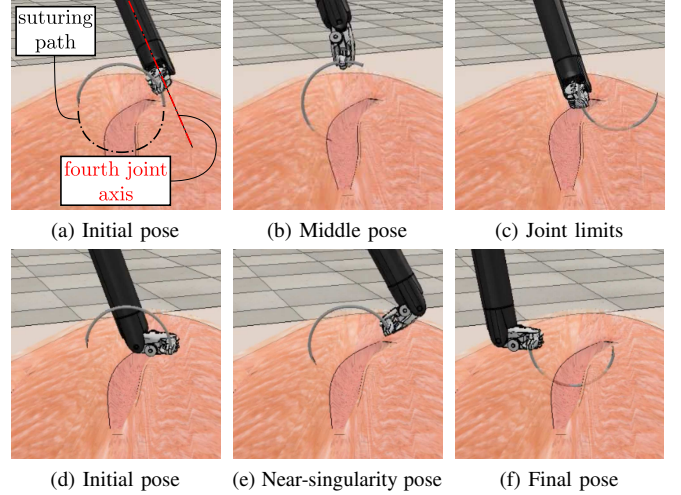 suturing
path
fourth joint
axis
(a) Initial pose
(b) Middle pose
(c) Joint limits
(d) Initial pose
(e) Near-singularity pose
(f) Final pose